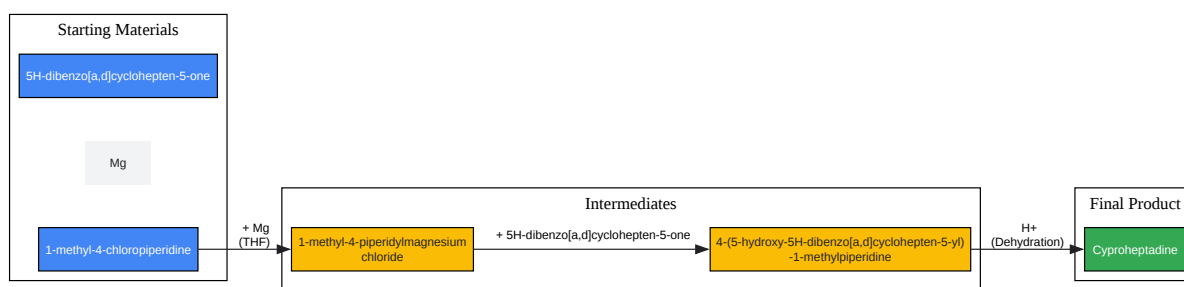 Starting Materials
5H-dibenzo[a,d]cyclohepten-5-one
Mg
1-methyl-4-chloropiperidine
+ Mg
(THF)
Intermediates
1-methyl-4-piperidylmagnesium
chloride
+ 5H-dibenzo[a,d]cyclohepten-5-one
4-(5-hydroxy-5H-dibenzo[a,d]cyclohepten-5-yl)
-1-methylpiperidine
H+
(Dehydration)
Final Product
Cyproheptadine